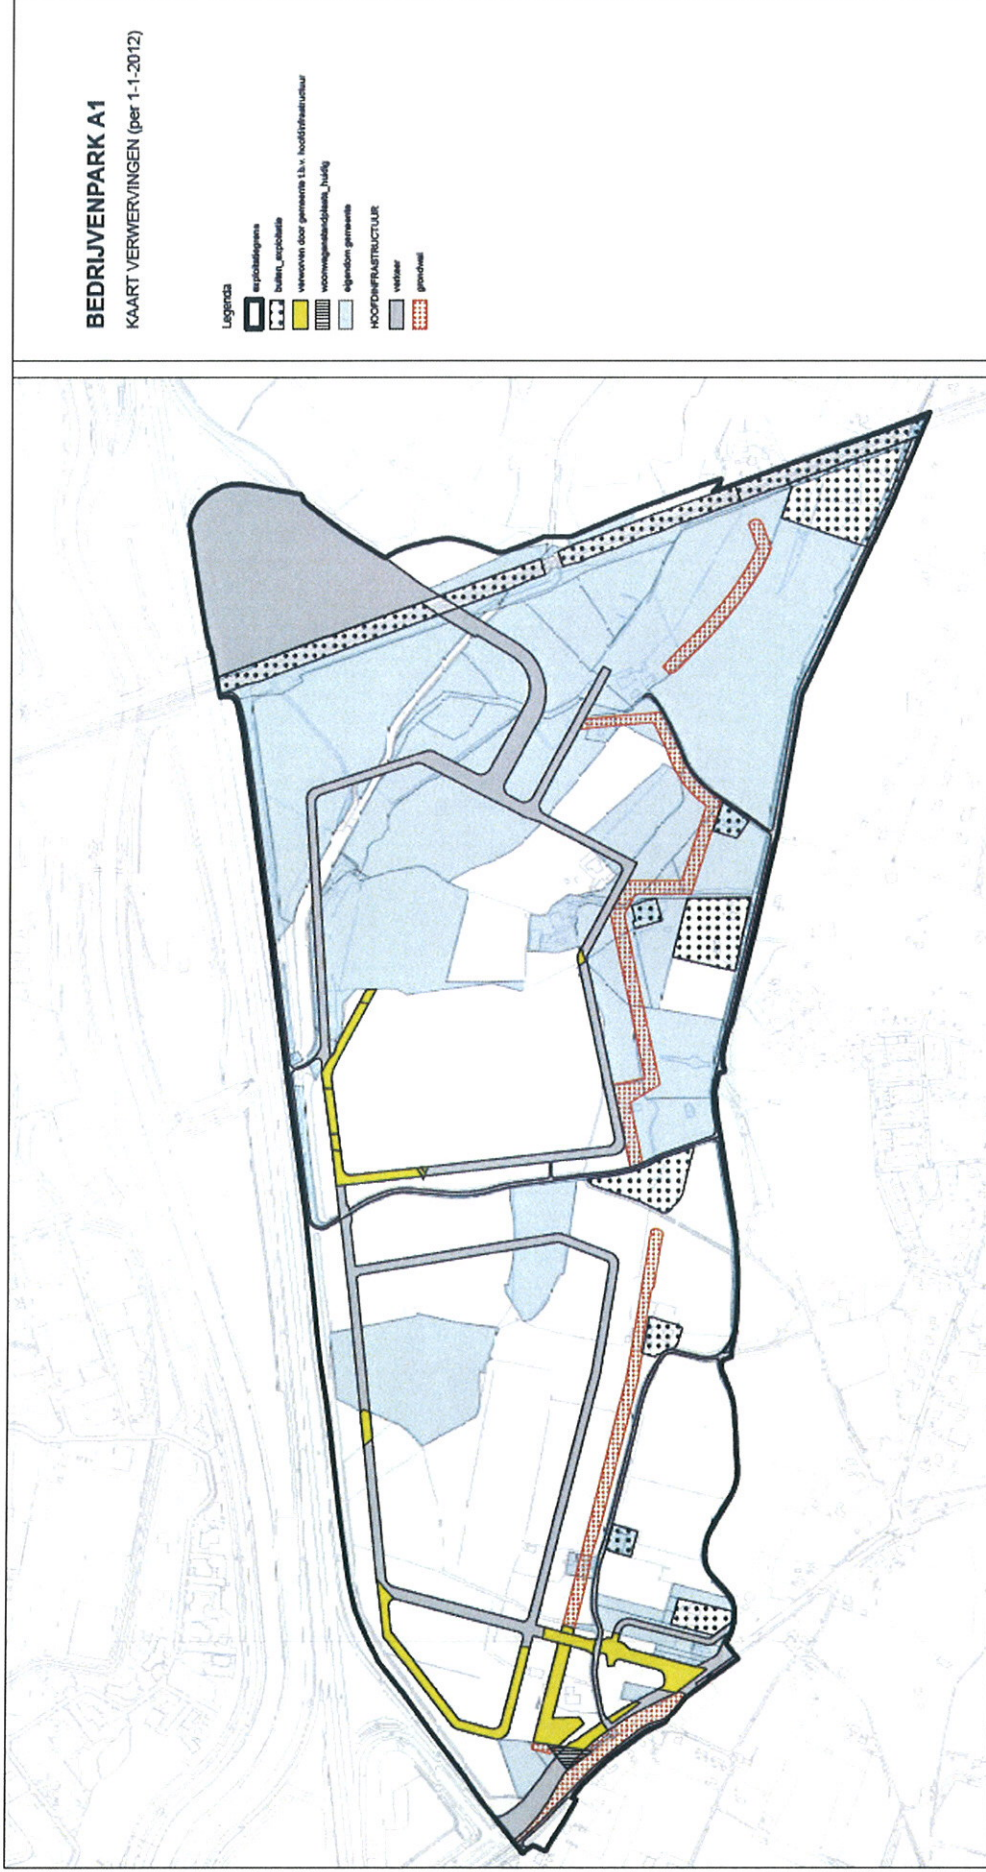 BEDRIJVENPARK A1
KAART VERWERVINGEN (per 1-1-2012)
Legenda
exploitatiegrens
buiten_exploitatie
verworven door gemeente t.b.v. hoofdinfrastructuur
woonwagenstandplaats_huidig
eigendom gemeente
HOOFDINFRASTRUCTUUR
verkeer
grondwal